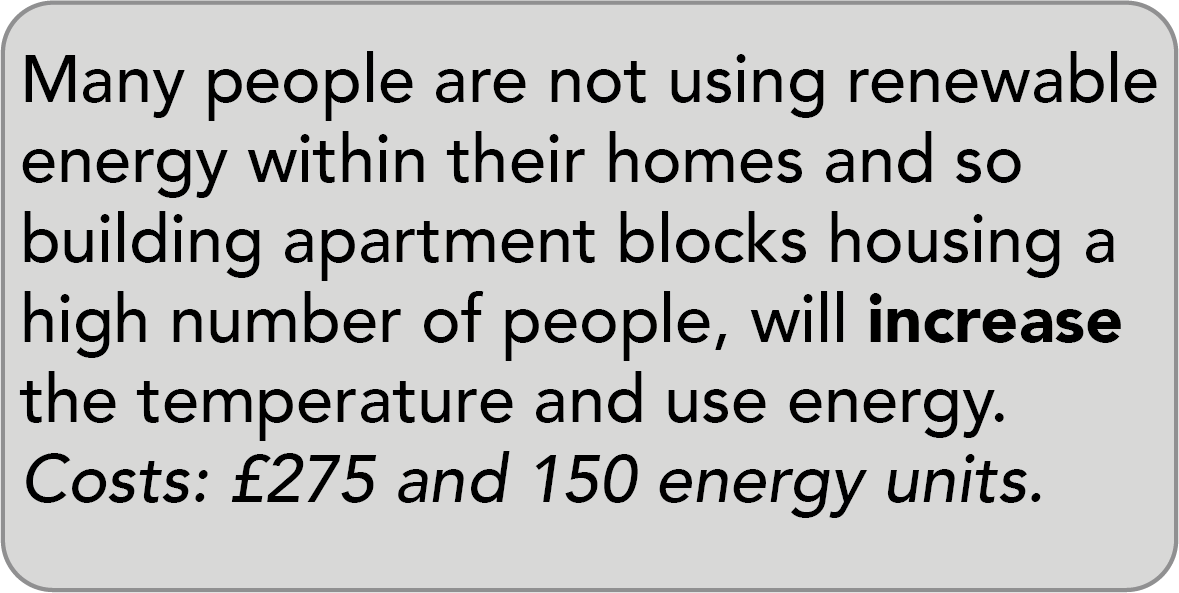 Many people are not using renewable
energy within their homes and so
building apartment blocks housing a
high number of people, will increase
the temperature and use energy.
Costs: £275 and 150 energy units.